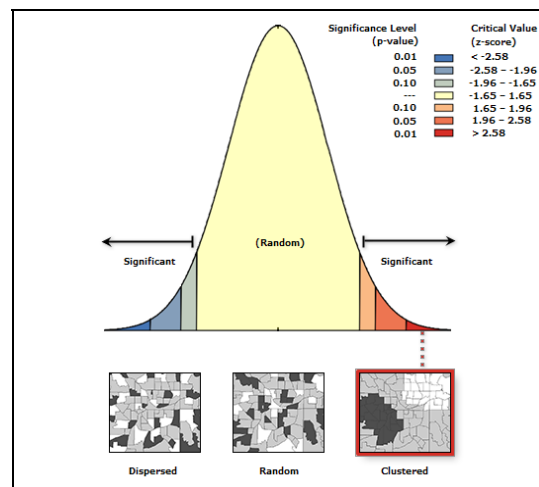 Significance Level Critical Value
(p-value) (z-score)
0.01 < -2.58
0.05 -2.58 – -1.96
0.10 -1.96 – -1.65
--- -1.65 – 1.65
0.10 1.65 – 1.96
0.05 1.96 – 2.58
0.01 > 2.58
(Random)
Significant Significant
Dispersed Random Clustered